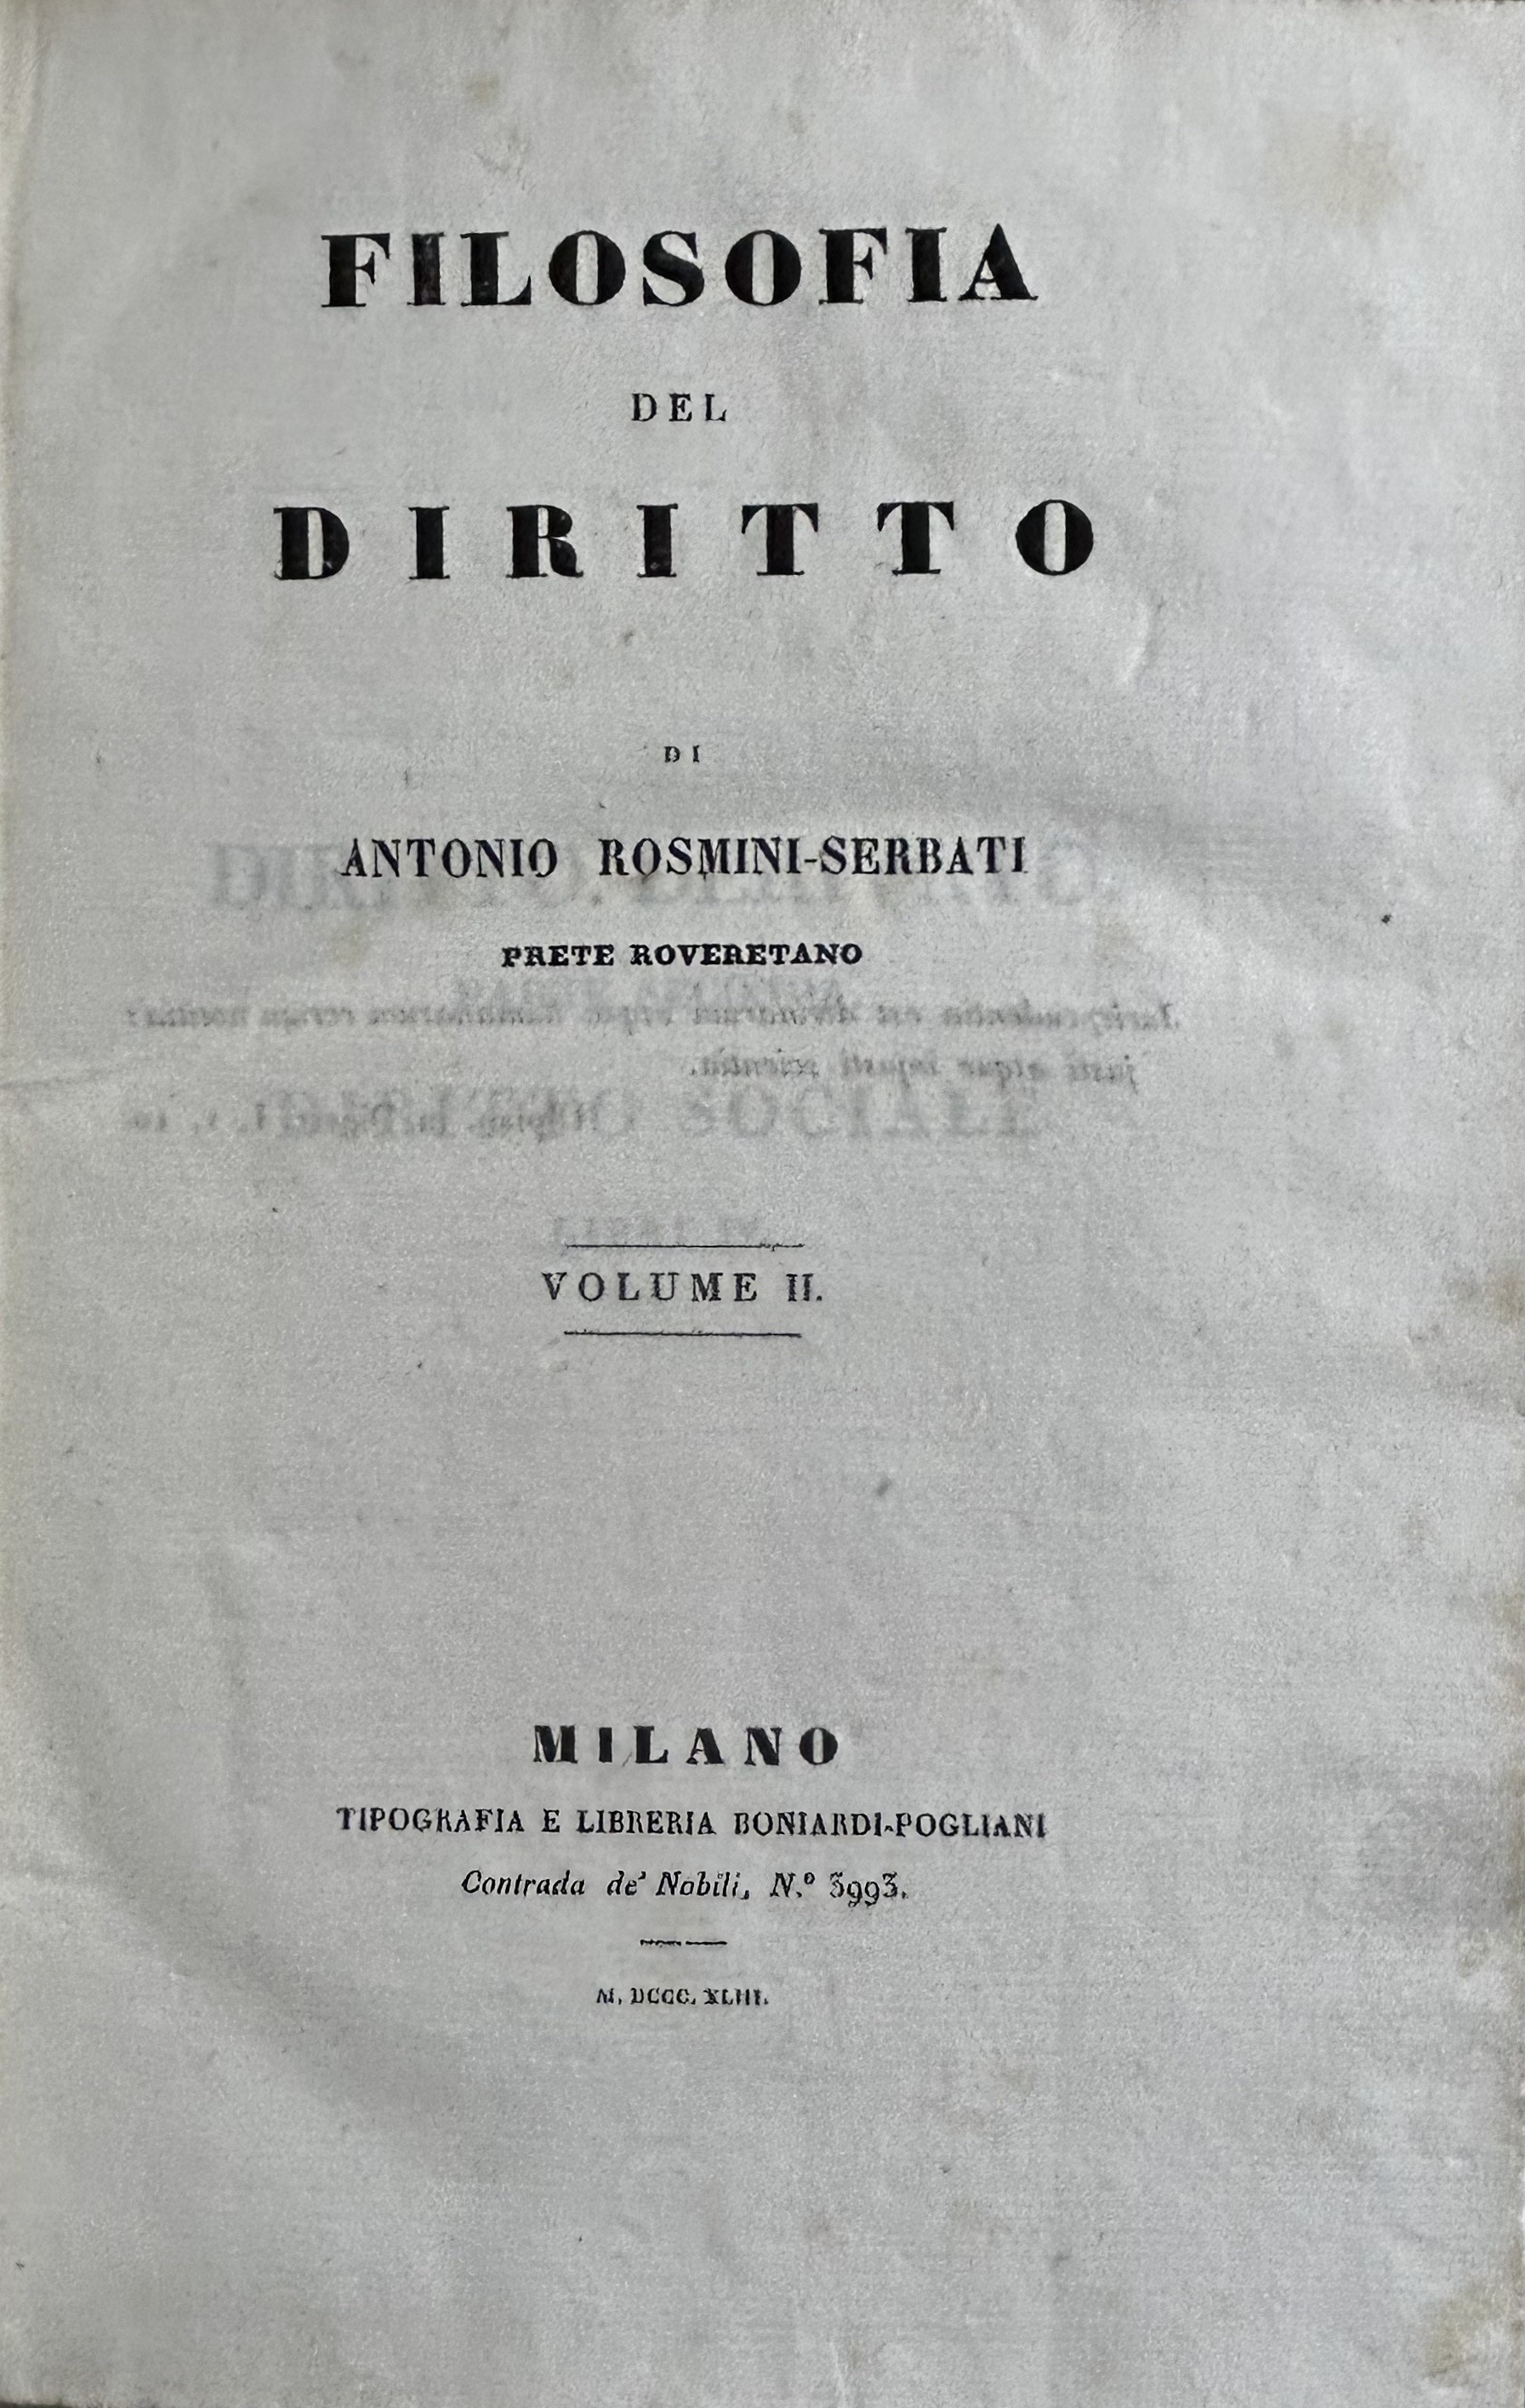 FILOSOFIA
DEL
DIRITTO
DI
ANTONIO ROSMINI-SERBATI
PRETE ROVERETANO
VOLUME II.
MILANO
TIPOGRAFIA E LIBRERIA BONIARDI-POGLIANI
Contrada de' Nobili, N.º 3993.
M. DCCC. XLIII.